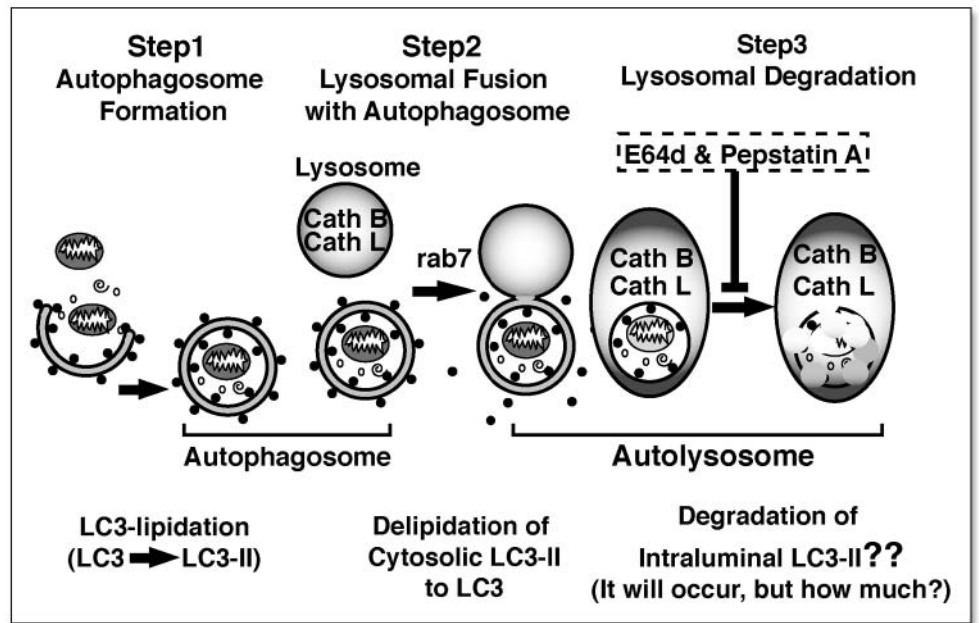 Step1
Autophagosome
Formation
Step2
Lysosomal Fusion
with Autophagosome
Step3
Lysosomal Degradation
E64d & Pepstatin A
Lysosome
Cath B
Cath L
rab7
Cath B
Cath L
Cath B
Cath L
Autophagosome
Autolysosome
LC3-lipidation
(LC3 LC3-II)
Delipidation of
Cytosolic LC3-II
to LC3
Degradation of
Intraluminal LC3-II??
(It will occur, but how much?)